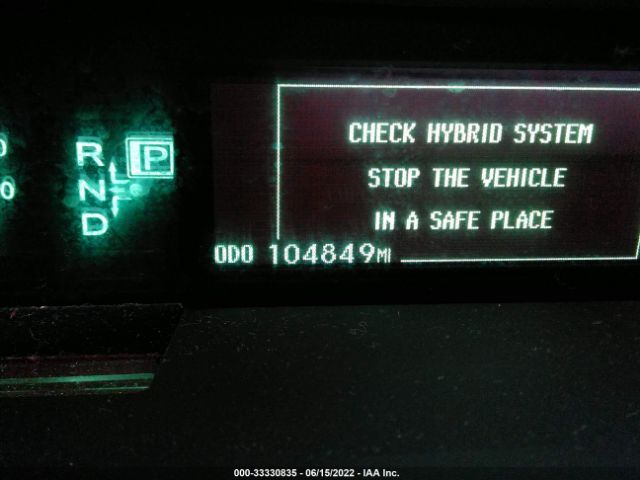 R
N
D
P
CHECK HYBRID SYSTEM
STOP THE VEHICLE
IN A SAFE PLACE
ODO 104849MI
000-33330835 - 06/15/2022 - IAA Inc.